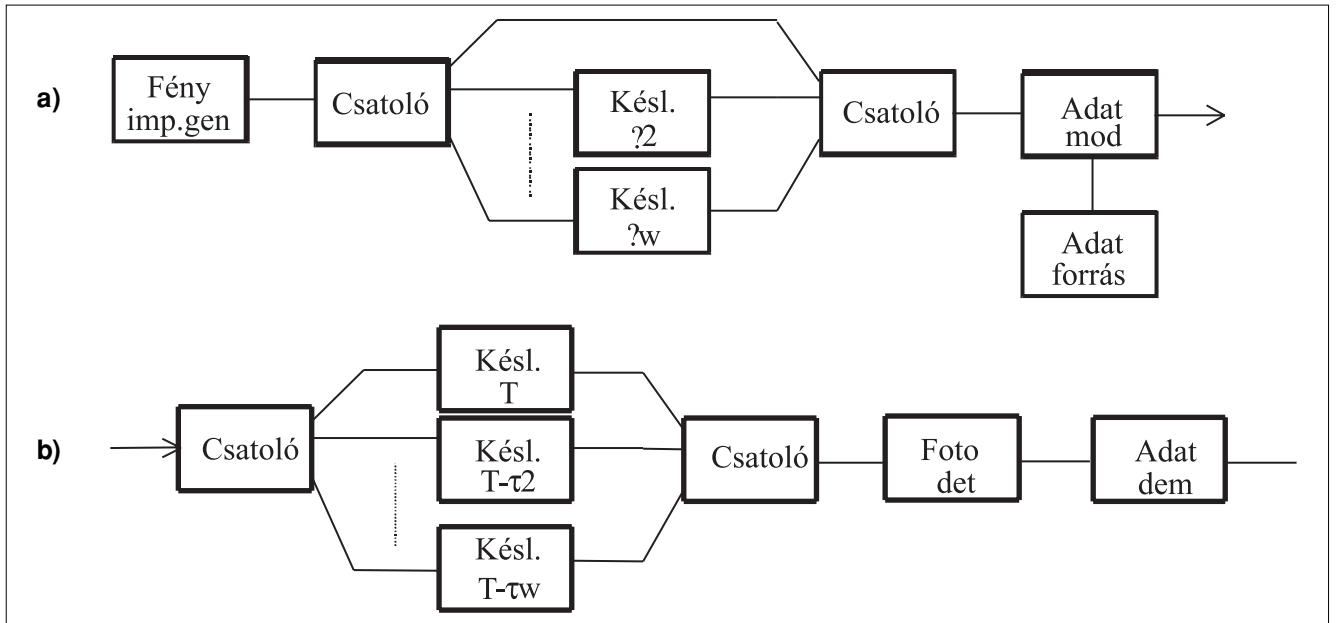 a)
Fény
imp.gen
Csatoló
Késl.
?2
Késl.
?w
Csatoló
Adat
mod
Adat
forrás
b)
Csatoló
Késl.
T
Késl.
T-τ2
Késl.
T-τw
Csatoló
Foto
det
Adat
dem